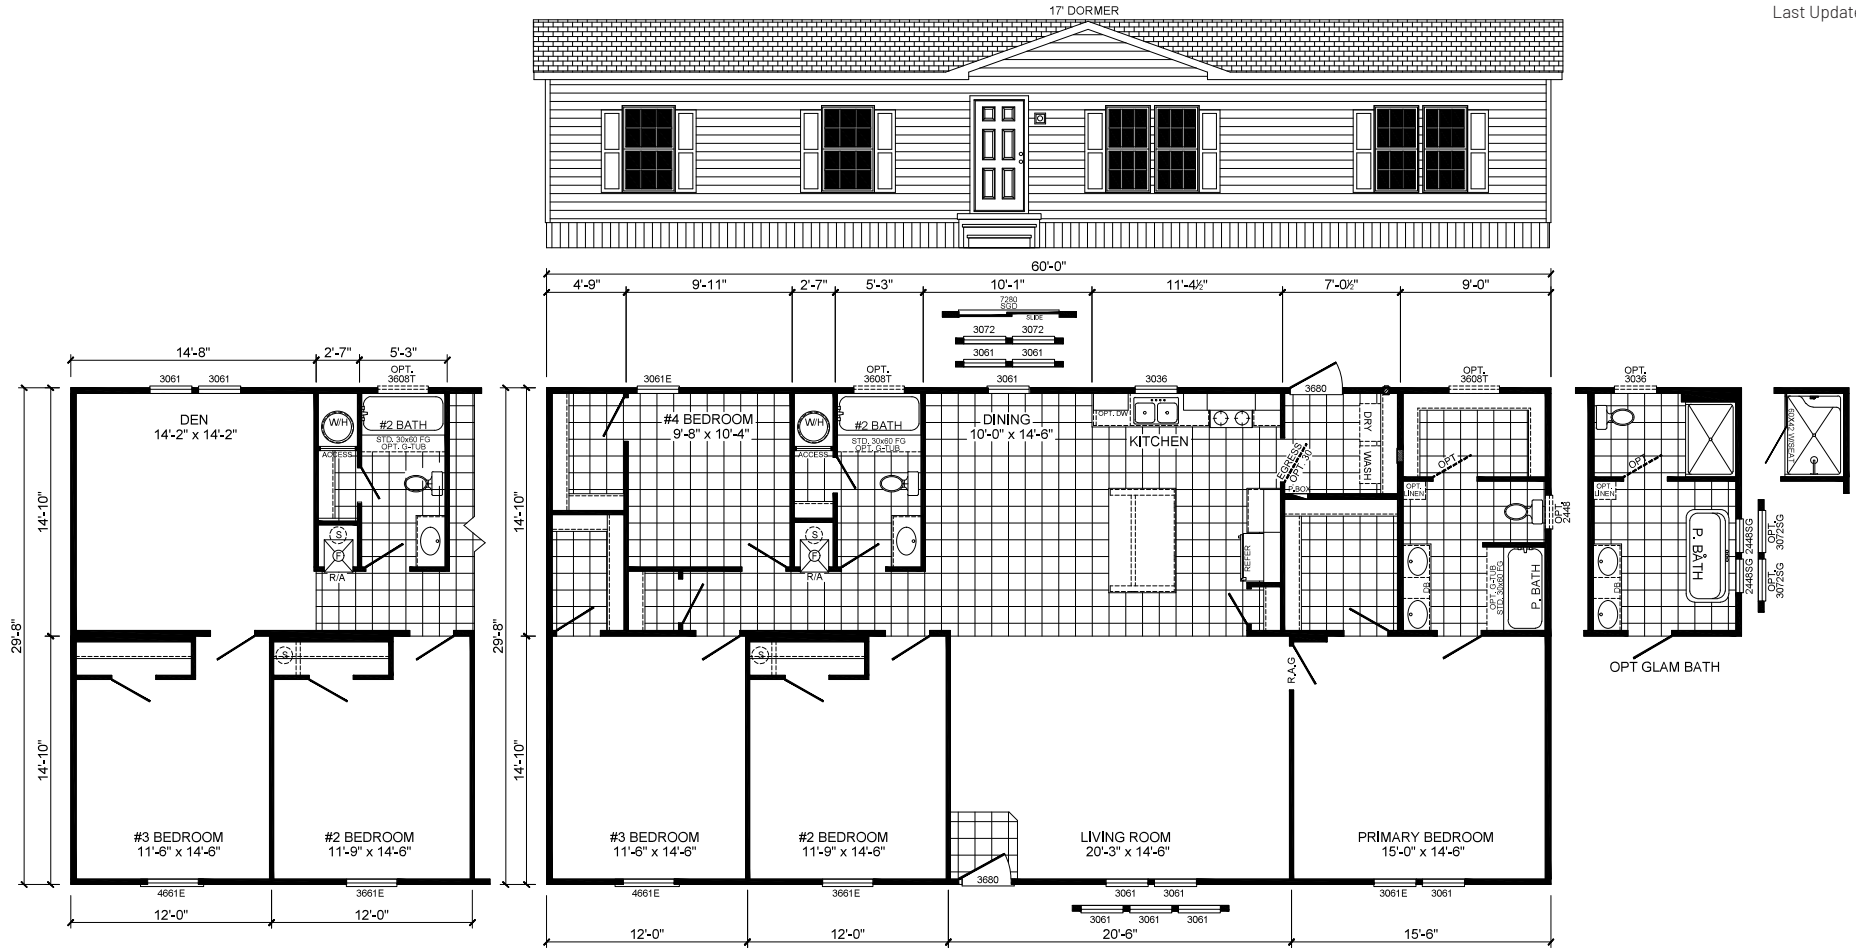 17' DORMER
Last Update
60'-0"
4'-9"
9'-11"
2'-7"
5'-3"
10'-1"
11'-4½"
7'-0½"
9'-0"
7280
SGD
SLIDE
3072
3072
3061
3061
14'-8"
2'-7"
5'-3"
3061
3061
OPT.
3608T
DEN
14'-2" x 14'-2"
W/H
#2 BATH
STD. 30x60 FG
OPT. G-TUB
ACCESS
S
F
R/A
14'-10"
29'-8"
14'-10"
S
#3 BEDROOM
11'-6" x 14'-6"
#2 BEDROOM
11'-9" x 14'-6"
4661E
3661E
12'-0"
12'-0"
3061E
OPT.
3608T
3061
3036
3680
OPT.
3608T
#4 BEDROOM
9'-8" x 10'-4"
W/H
#2 BATH
STD. 30x60 FG
OPT. G-TUB
ACCESS
S
F
R/A
DINING
10'-0" x 14'-6"
OPT. DW
KITCHEN
REFER
EGRESS
OPT. 30"
P.BOX
DRY
WASH
OPT.
OPT.
LINEN
OPT.
2448
DB
OPT. G-TUB
STD. 30x60 FG
P. BATH
14'-10"
29'-8"
14'-10"
S
R.A.G
#3 BEDROOM
11'-6" x 14'-6"
#2 BEDROOM
11'-9" x 14'-6"
LIVING ROOM
20'-3" x 14'-6"
PRIMARY BEDROOM
15'-0" x 14'-6"
4661E
3661E
3680
3061
3061
3061E
3061
3061
3061
3061
12'-0"
12'-0"
20'-6"
15'-6"
OPT.
3036
OPT.
OPT.
LINEN
DB
P. BATH
2448SG
2448SG
OPT.
3072SG
OPT.
3072SG
60X42 W/SEAT
OPT GLAM BATH